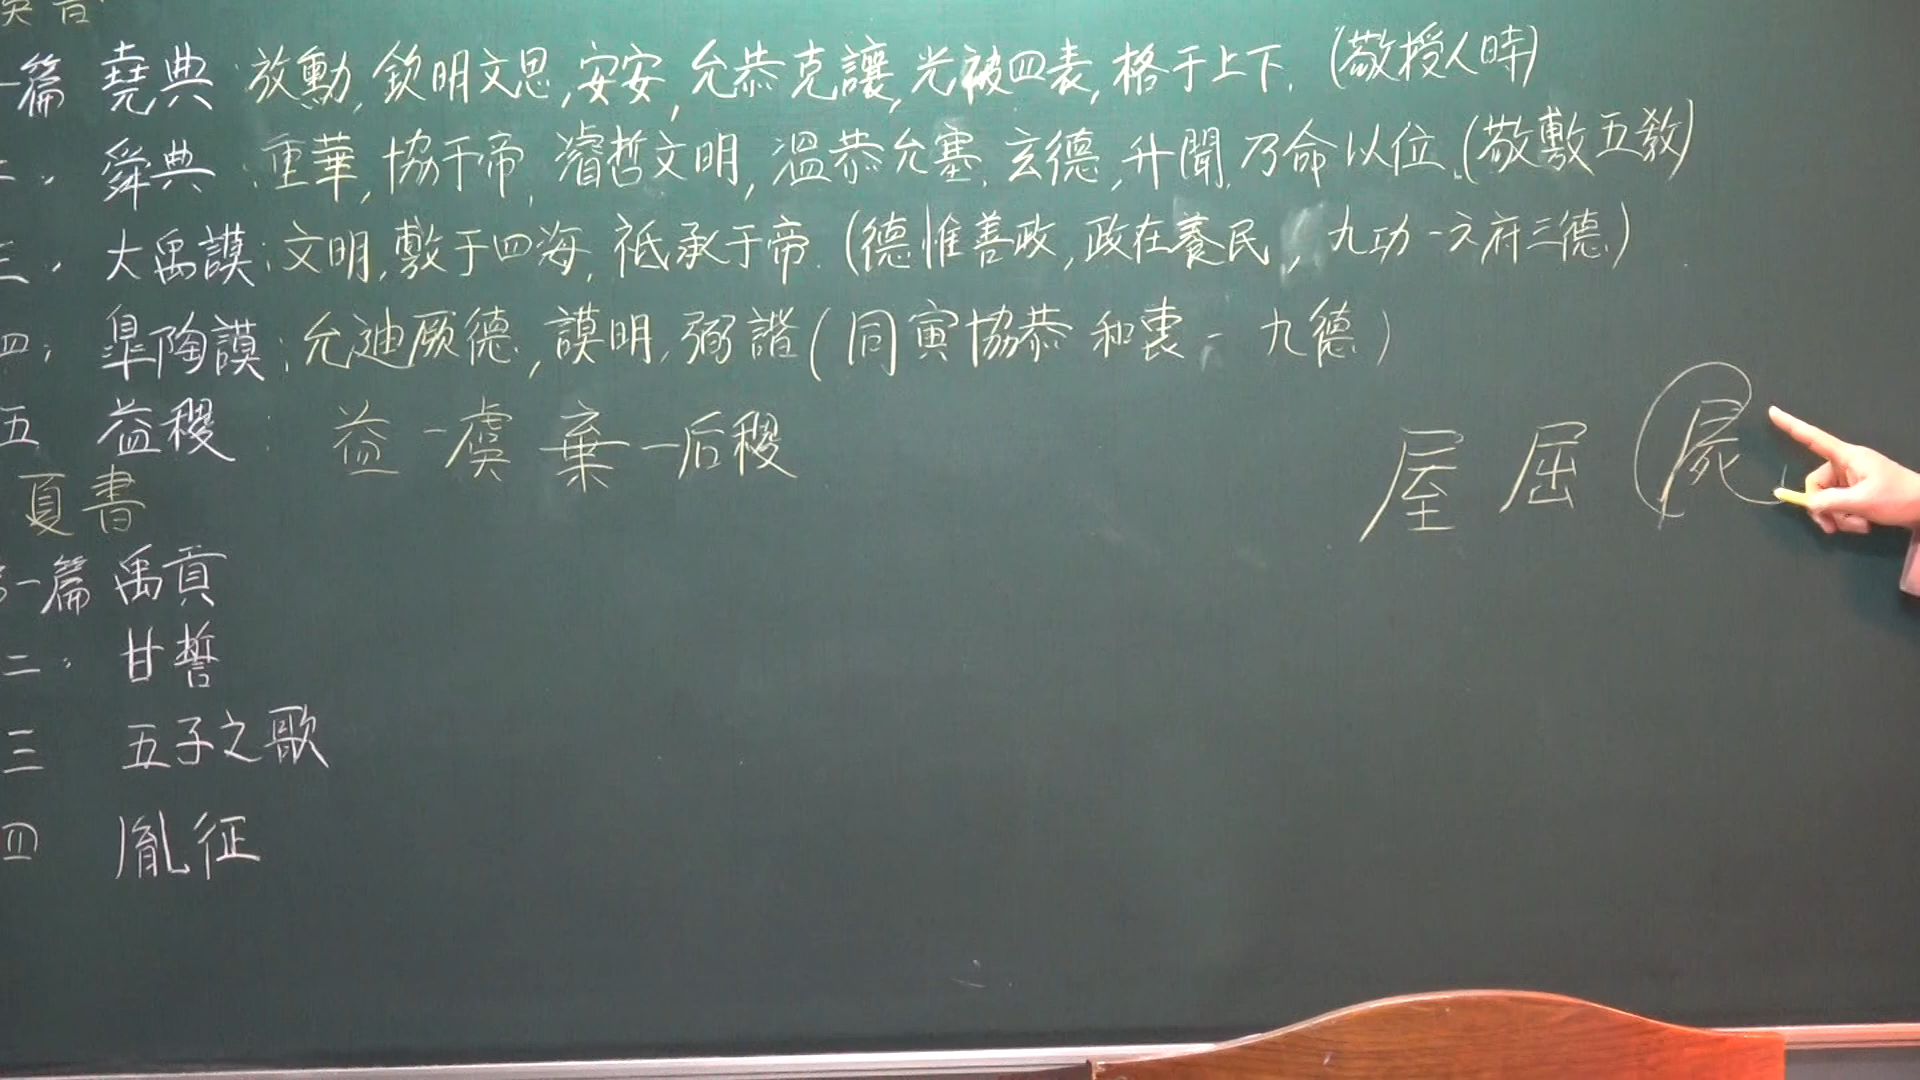 一篇 堯典:放勳,欽明文思,安安,允恭克讓,光被四表,格于上下.(敬授人時)
二, 舜典:重華,協于帝,濬哲文明,溫恭允塞.玄德,升聞.乃命以位.(敬敷五教)
三, 大禹謨:文明,敷于四海,祗承于帝.(德惟善政,政在養民,九功-六府三德.)
四, 皐陶謨:允迪厥德,謨明,弼諧(同寅協恭和衷-九德)
五 益稷: 益-虞 棄-后稷
屋 屈 屍
夏書
一篇 禹貢
二, 甘誓
三 五子之歌
四 胤征